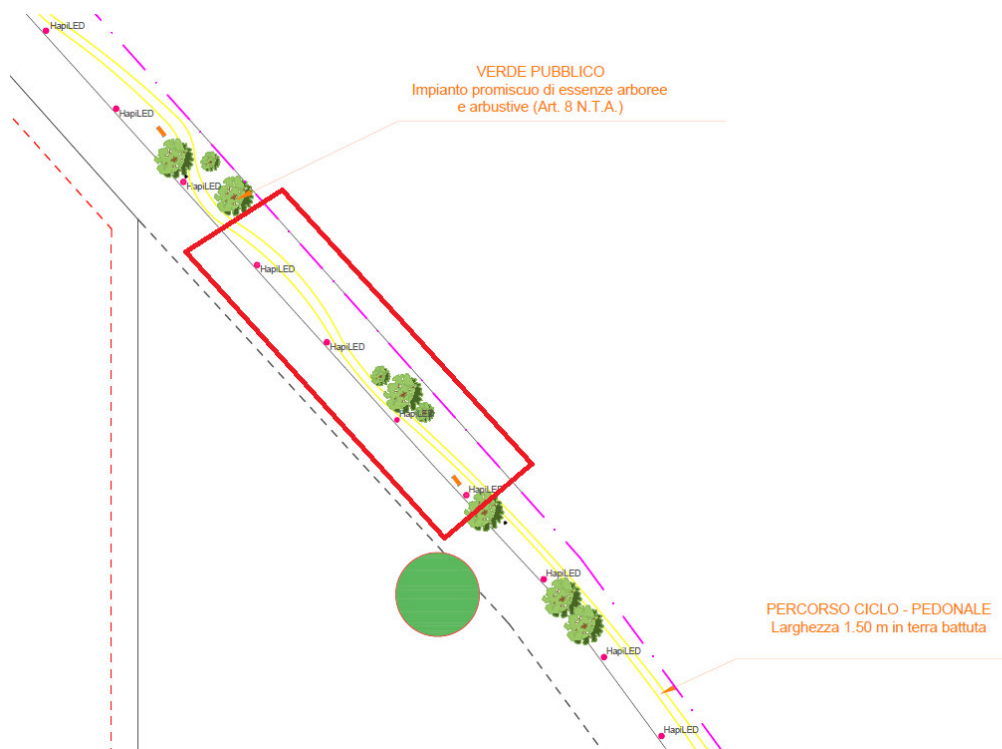 HapiLED
VERDE PUBBLICO
Impianto promiscuo di essenze arboree
e arbustive (Art. 8 N.T.A.)
HapiLED
HapiLED
HapiLED
HapiLED
HapiLED
HapiLED
HapiLED
PERCORSO CICLO - PEDONALE
Larghezza 1.50 m in terra battuta
HapiLED
HapiLED